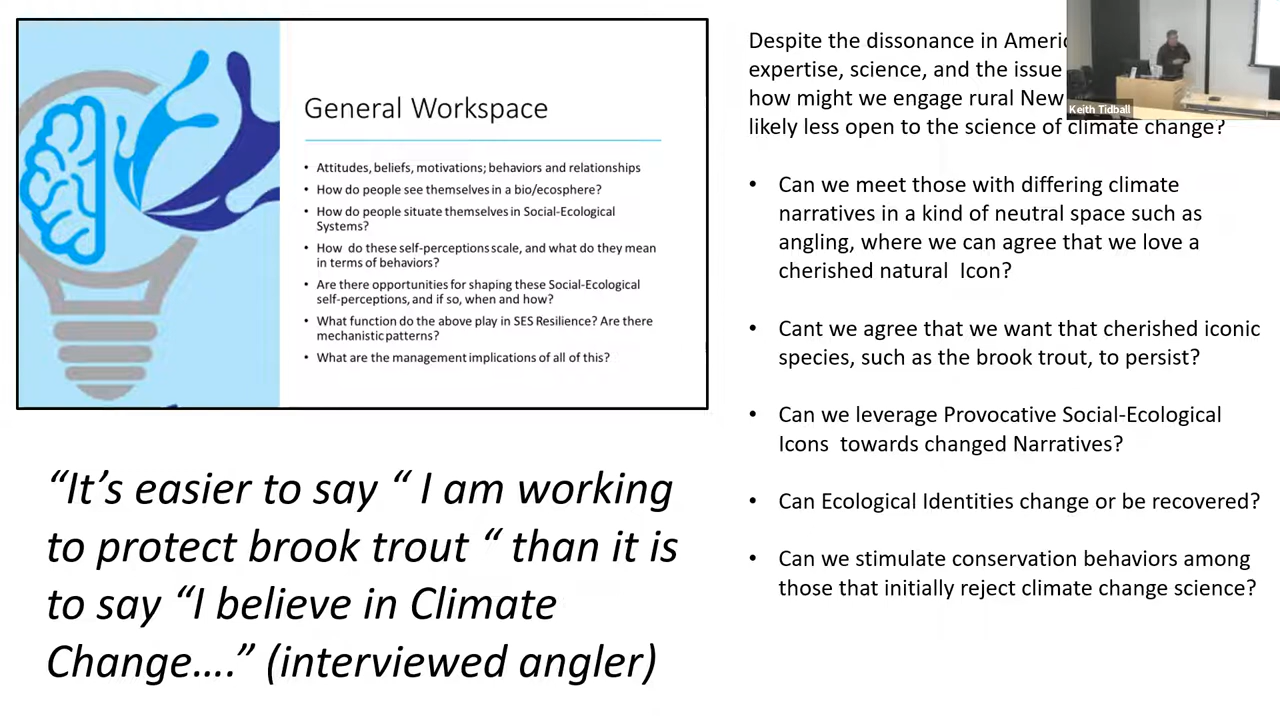 General Workspace
• Attitudes, beliefs, motivations; behaviors and relationships
• How do people see themselves in a bio/ecosphere?
• How do people situate themselves in Social-Ecological
Systems?
• How do these self-perceptions scale, and what do they mean
in terms of behaviors?
• Are there opportunities for shaping these Social-Ecological
self-perceptions, and if so, when and how?
• What function do the above play in SES Resilience? Are there
mechanistic patterns?
• What are the management implications of all of this?
“It’s easier to say “ I am working
to protect brook trout “ than it is
to say “I believe in Climate
Change….” (interviewed angler)
Despite the dissonance in
expertise, science, and the issue
how might we engage rural New
likely less open to the science of climate change?
• Can we meet those with differing climate
narratives in a kind of neutral space such as
angling, where we can agree that we love a
cherished natural Icon?
• Cant we agree that we want that cherished iconic
species, such as the brook trout, to persist?
• Can we leverage Provocative Social-Ecological
Icons towards changed Narratives?
• Can Ecological Identities change or be recovered?
• Can we stimulate conservation behaviors among
those that initially reject climate change science?
Keith Tidball